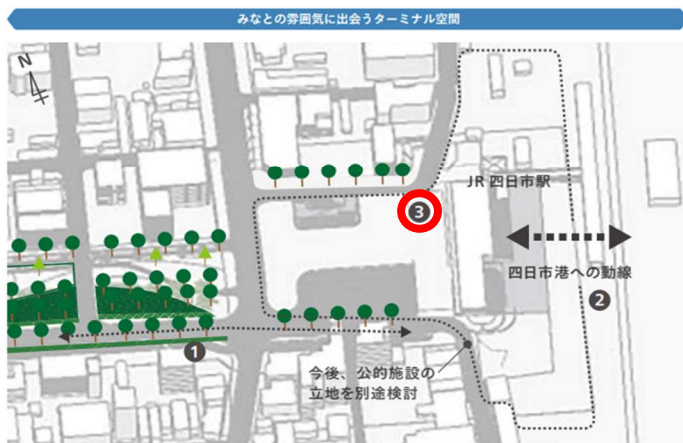 みなとの雰囲気に出会うターミナル空間
N
JR 四日市駅
3
四日市港への動線
2
1
今後、公的施設の
立地を別途検討